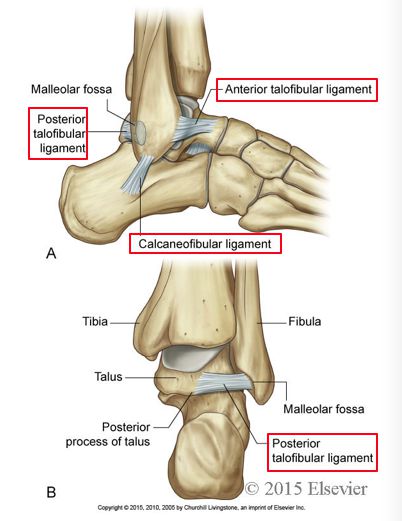 Malleolar fossa
Anterior talofibular ligament
Posterior
talofibular
ligament
Calcaneofibular ligament
A
Tibia
Fibula
Talus
Malleolar fossa
Posterior
process of talus
Posterior
talofibular ligament
B
© 2015 Elsevier
Copyright © 2015, 2010, 2005 by Churchill Livingstone, an imprint of Elsevier Inc.